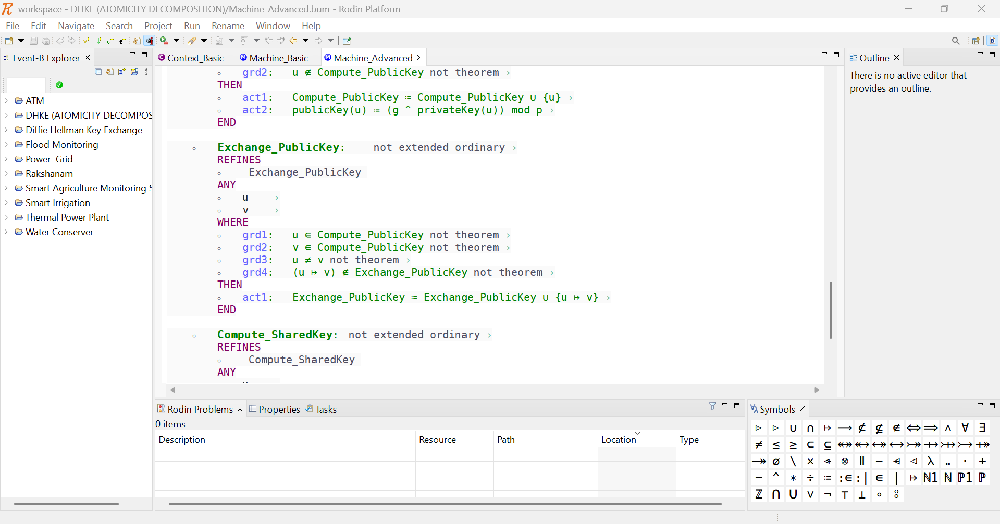 workspace - DHKE (ATOMICITY DECOMPOSITION)/Machine_Advanced.bum - Rodin Platform
File Edit Navigate Search Project Run Rename Window Help
Event-B Explorer
ATM
DHKE (ATOMICITY DECOMPOS
Diffie Hellman Key Exchange
Flood Monitoring
Power Grid
Rakshanam
Smart Agriculture Monitoring S
Smart Irrigation
Thermal Power Plant
Water Conserver
Context_Basic Machine_Basic Machine_Advanced
grd2: u ∉ Compute_PublicKey not theorem ›
THEN
act1: Compute_PublicKey ≔ Compute_PublicKey ∪ {u} ›
act2: publicKey(u) ≔ (g ^ privateKey(u)) mod p ›
END
Exchange_PublicKey: not extended ordinary ›
REFINES
Exchange_PublicKey
ANY
u ›
v ›
WHERE
grd1: u ∈ Compute_PublicKey not theorem ›
grd2: v ∈ Compute_PublicKey not theorem ›
grd3: u ≠ v not theorem ›
grd4: (u ↦ v) ∉ Exchange_PublicKey not theorem ›
THEN
act1: Exchange_PublicKey ≔ Exchange_PublicKey ∪ {u ↦ v} ›
END
Compute_SharedKey: not extended ordinary ›
REFINES
Compute_SharedKey
ANY
Outline
There is no active editor that
provides an outline.
Rodin Problems Properties Tasks
0 items
Description Resource Path Location Type
Symbols
⩥ ▷ ∪ ∩ ↦ ⟶ ⊄ ⊈ ∉ ⇔ ⇒ ∧ ∀ ∃
≠ ≤ ≥ ⊂ ⊆      ⤖ ⇸ ⤔ ↣ ⤀
↠ ∅ \ × ⊗ ∥ ∼ ⩤ ◁ λ ‥ · +
− ^ ∗ ÷ ≔ :∈ :∣ ∈ ∣ ↦ ℕ1 ℕ ℙ1 ℙ
ℤ ⋂ ⋃ ∨ ¬ ⊤ ⊥ ∘